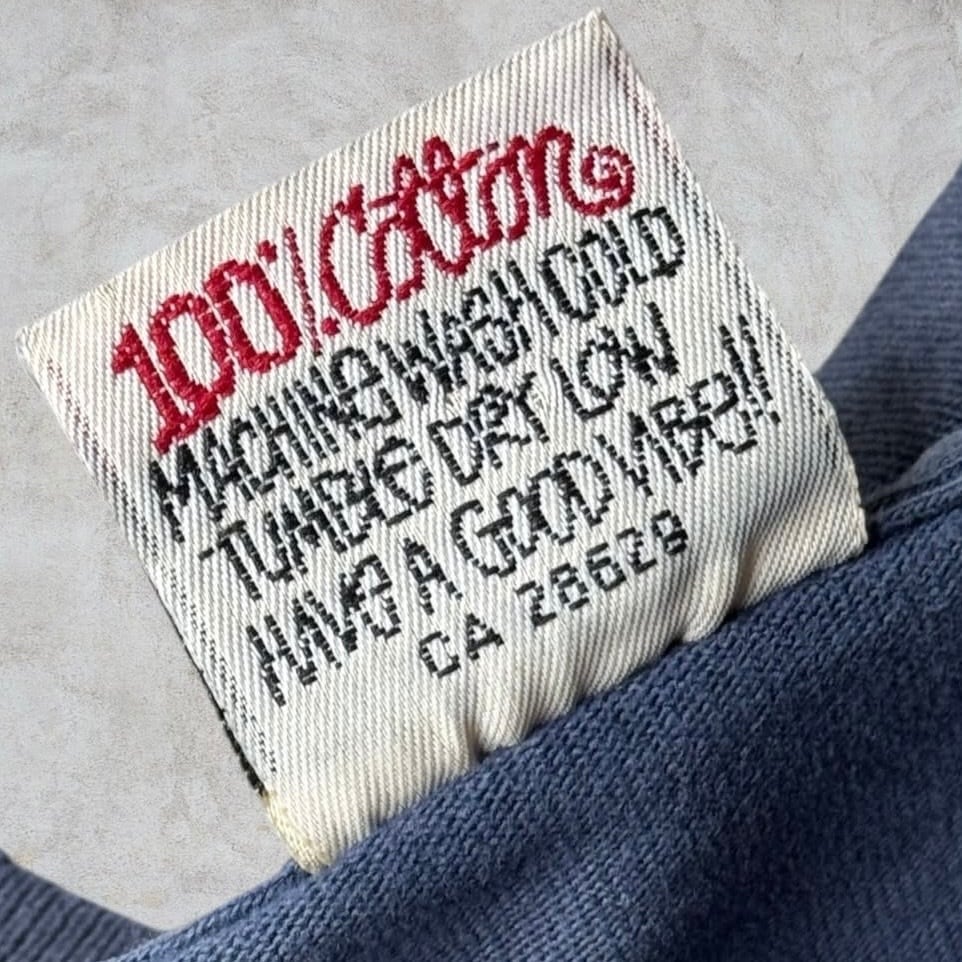 100% Cotton
MACHINE WASH COLD
TUMBLE DRY LOW
HAVE A GOOD VIBE!!
CA 28628